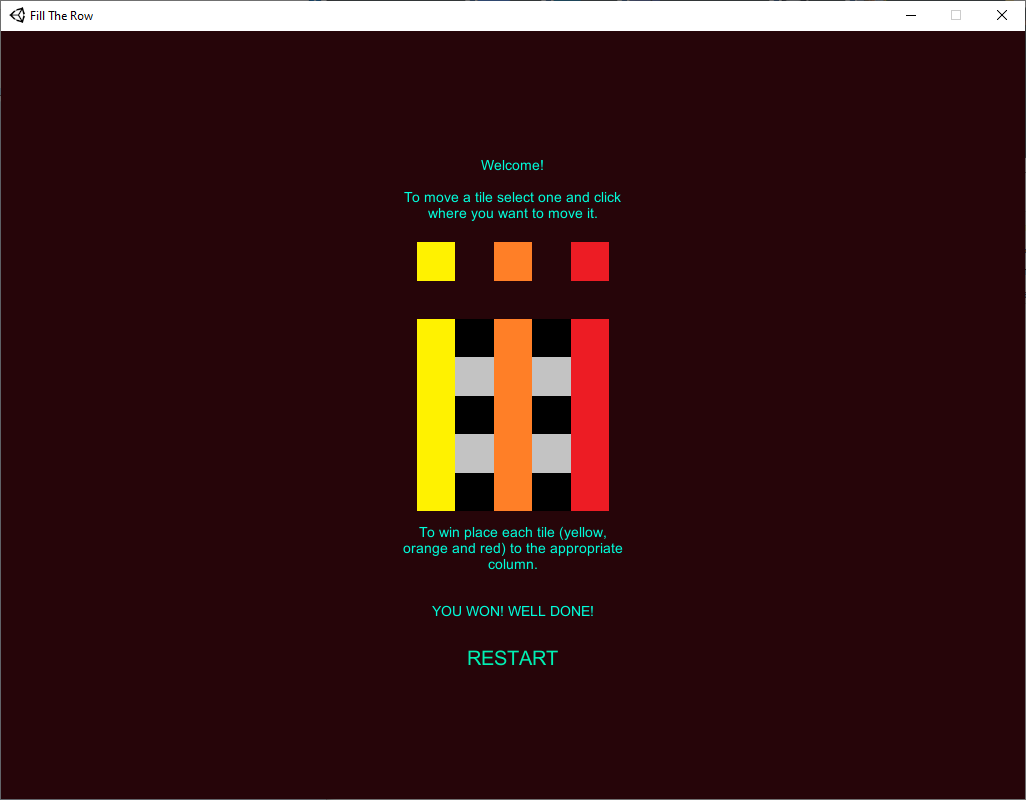 Fill The Row
Welcome!
To move a tile select one and click
where you want to move it.
To win place each tile (yellow,
orange and red) to the appropriate
column.
YOU WON! WELL DONE!
RESTART